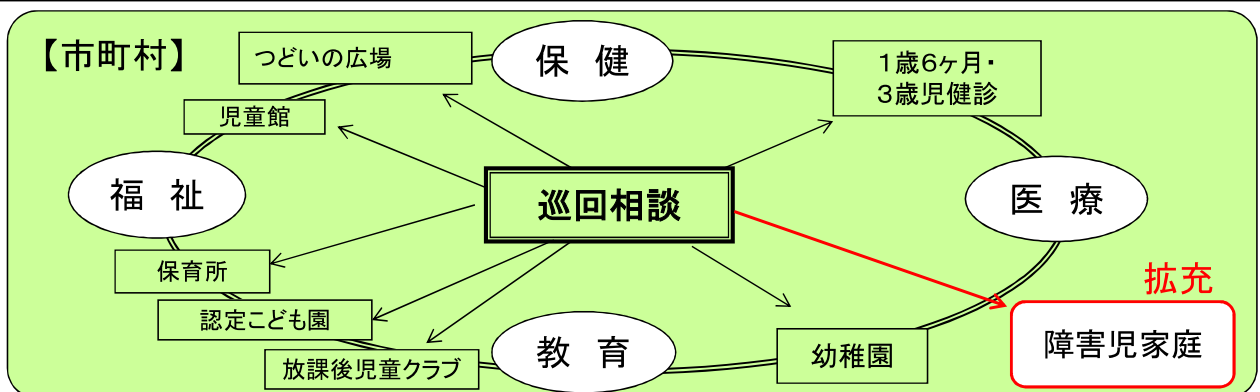 【市町村】
つどいの広場
保 健
1歳6ヶ月・
3歳児健診
児童館
福 祉
巡回相談
医 療
保育所
拡充
認定こども園
障害児家庭
教 育
幼稚園
放課後児童クラブ